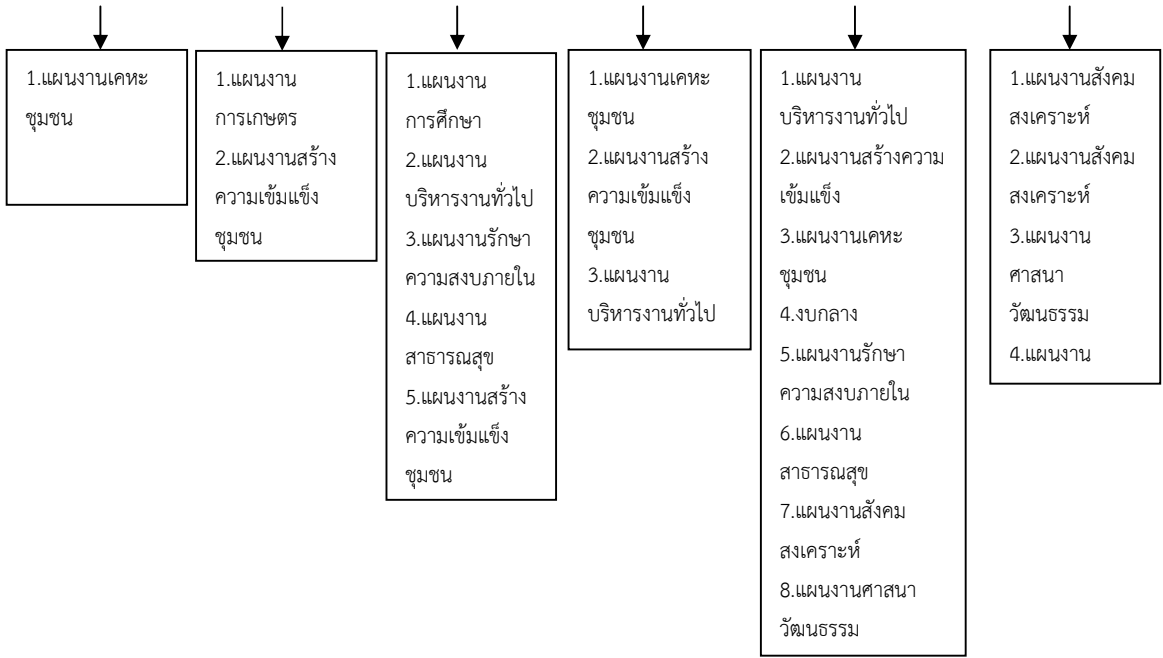 1.แผนงานเคหะ
ชุมชน
1.แผนงาน
การเกษตร
2.แผนงานสร้าง
ความเข้มแข็ง
ชุมชน
1.แผนงาน
การศึกษา
2.แผนงาน
บริหารงานทั่วไป
3.แผนงานรักษา
ความสงบภายใน
4.แผนงาน
สาธารณสุข
5.แผนงานสร้าง
ความเข้มแข็ง
ชุมชน
1.แผนงานเคหะ
ชุมชน
2.แผนงานสร้าง
ความเข้มแข็ง
ชุมชน
3.แผนงาน
บริหารงานทั่วไป
1.แผนงาน
บริหารงานทั่วไป
2.แผนงานสร้างความ
เข้มแข็ง
3.แผนงานเคหะ
ชุมชน
4.งบกลาง
5.แผนงานรักษา
ความสงบภายใน
6.แผนงาน
สาธารณสุข
7.แผนงานสังคม
สงเคราะห์
8.แผนงานศาสนา
วัฒนธรรม
1.แผนงานสังคม
สงเคราะห์
2.แผนงานสังคม
สงเคราะห์
3.แผนงาน
ศาสนา
วัฒนธรรม
4.แผนงาน